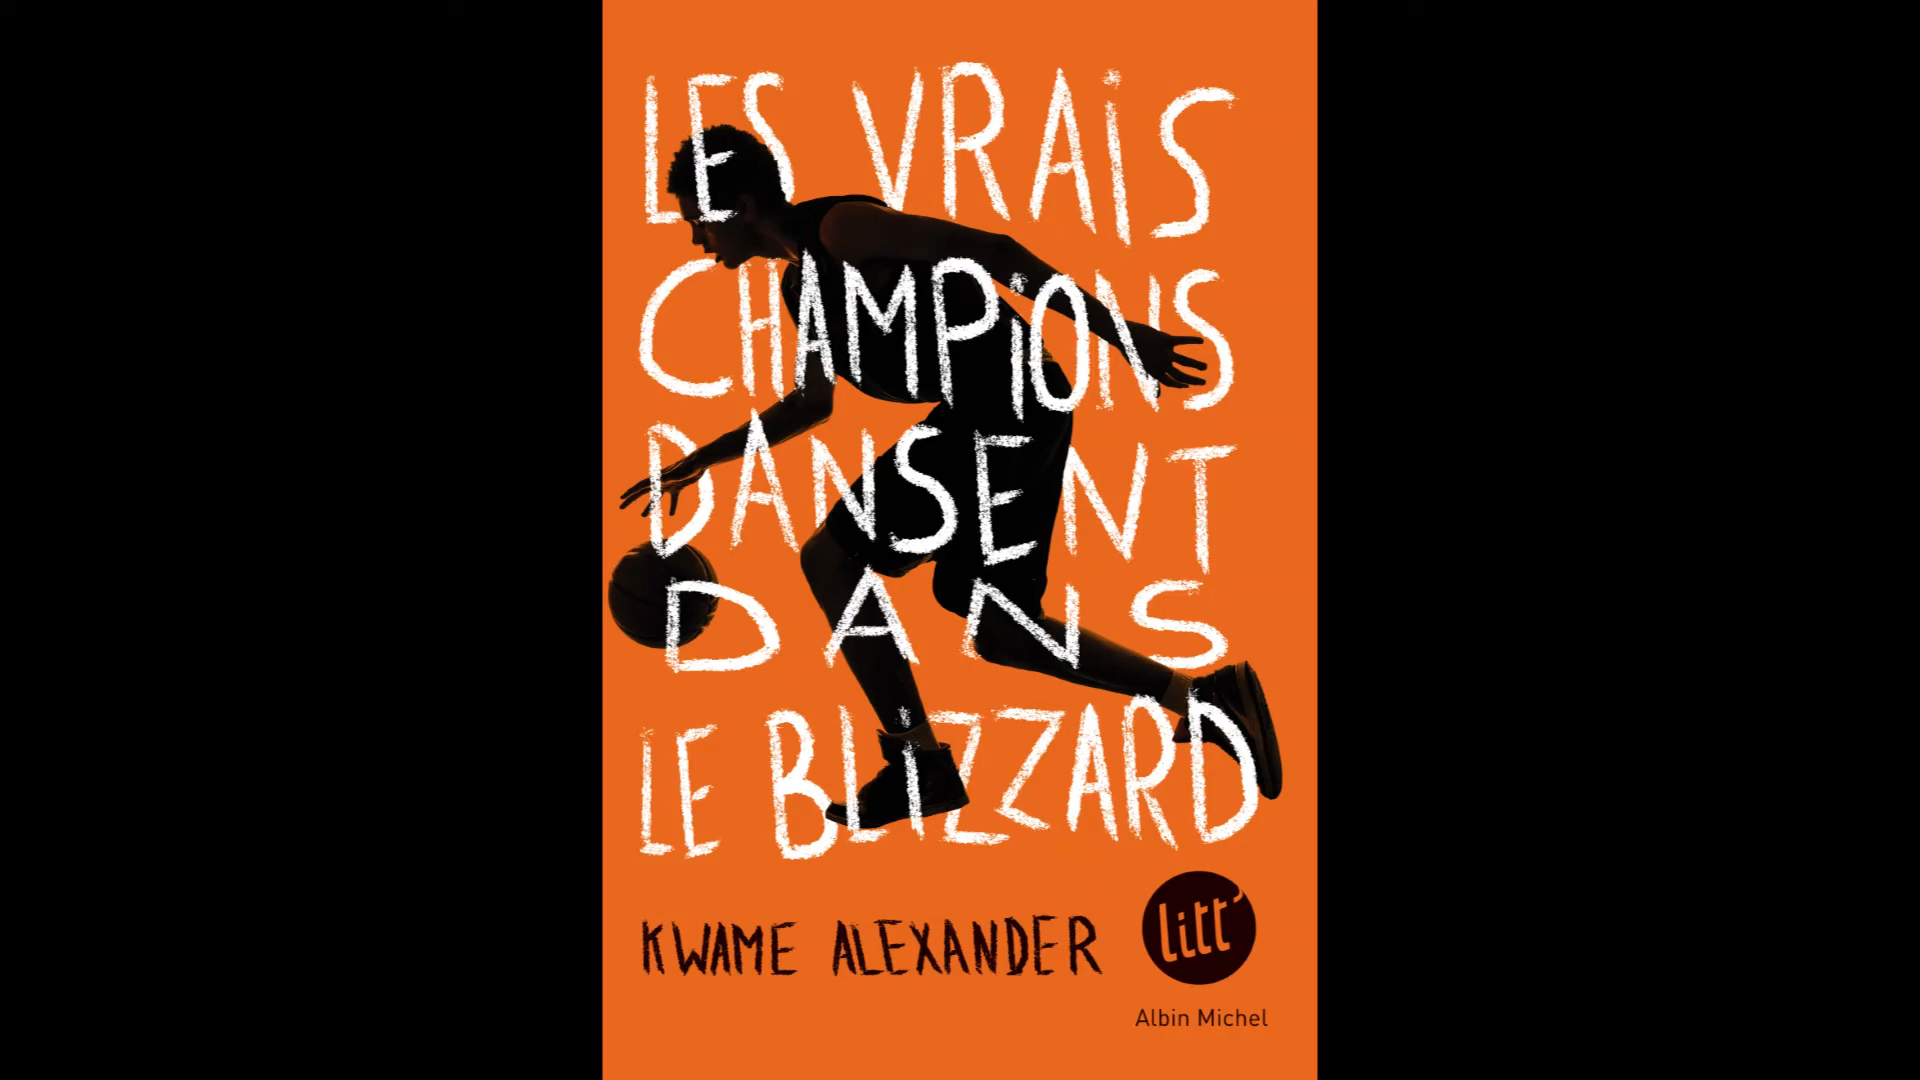 LES VRAiS
CHAMPiONS
DANSENT
DANS
LE BLiZZARD
KWAME ALEXANDER
litt'
Albin Michel